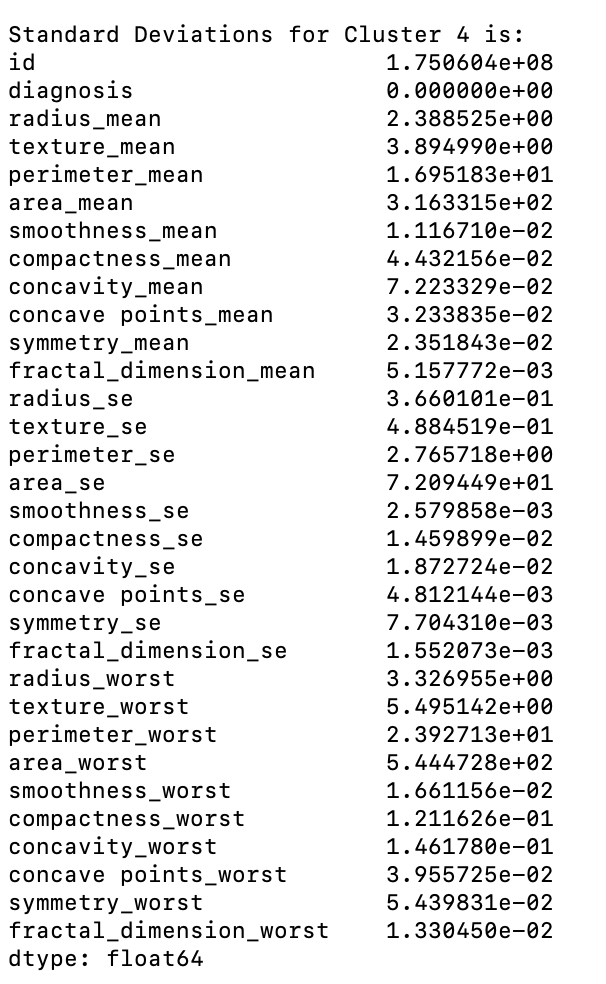 Standard Deviations for Cluster 4 is:
id                         1.750604e+08
diagnosis                  0.000000e+00
radius_mean                2.388525e+00
texture_mean               3.894990e+00
perimeter_mean             1.695183e+01
area_mean                  3.163315e+02
smoothness_mean            1.116710e-02
compactness_mean           4.432156e-02
concavity_mean             7.223329e-02
concave points_mean        3.233835e-02
symmetry_mean              2.351843e-02
fractal_dimension_mean     5.157772e-03
radius_se                  3.660101e-01
texture_se                 4.884519e-01
perimeter_se               2.765718e+00
area_se                    7.209449e+01
smoothness_se              2.579858e-03
compactness_se             1.459899e-02
concavity_se               1.872724e-02
concave points_se          4.812144e-03
symmetry_se                7.704310e-03
fractal_dimension_se       1.552073e-03
radius_worst               3.326955e+00
texture_worst              5.495142e+00
perimeter_worst            2.392713e+01
area_worst                 5.444728e+02
smoothness_worst           1.661156e-02
compactness_worst          1.211626e-01
concavity_worst            1.461780e-01
concave points_worst       3.955725e-02
symmetry_worst             5.439831e-02
fractal_dimension_worst    1.330450e-02
dtype: float64